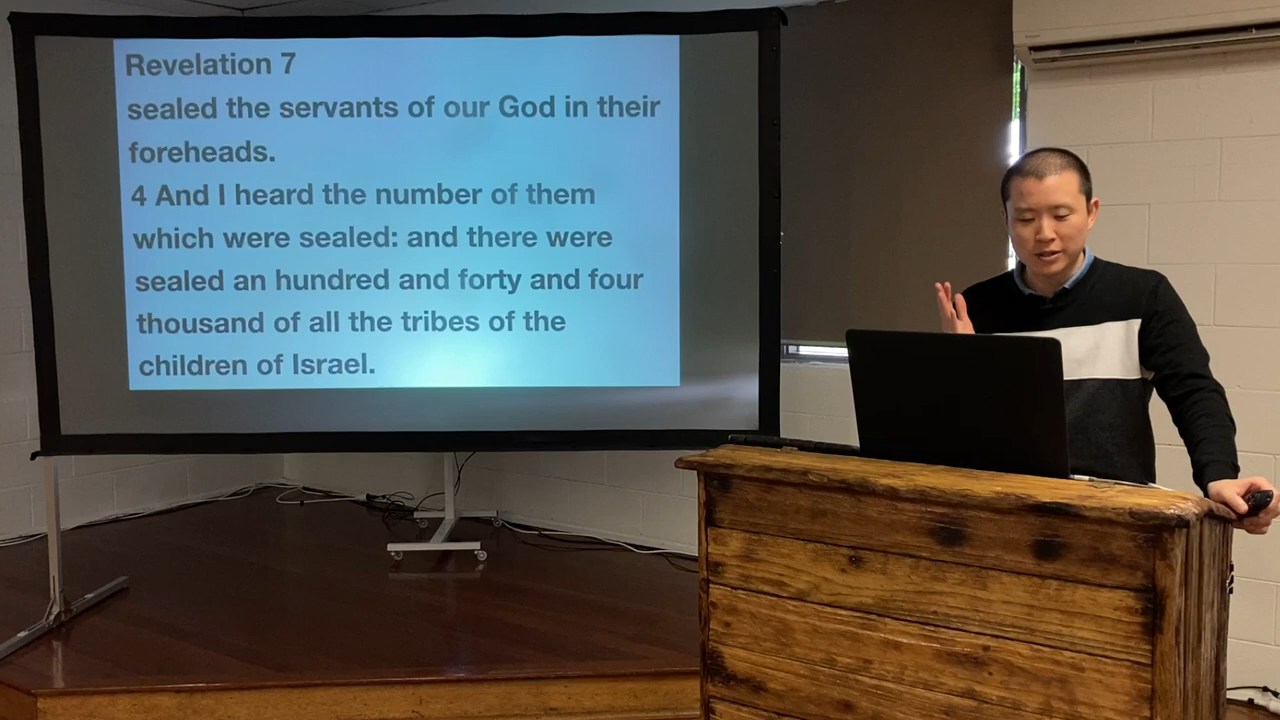 Revelation 7
sealed the servants of our God in their
foreheads.
4 And I heard the number of them
which were sealed: and there were
sealed an hundred and forty and four
thousand of all the tribes of the
children of Israel.